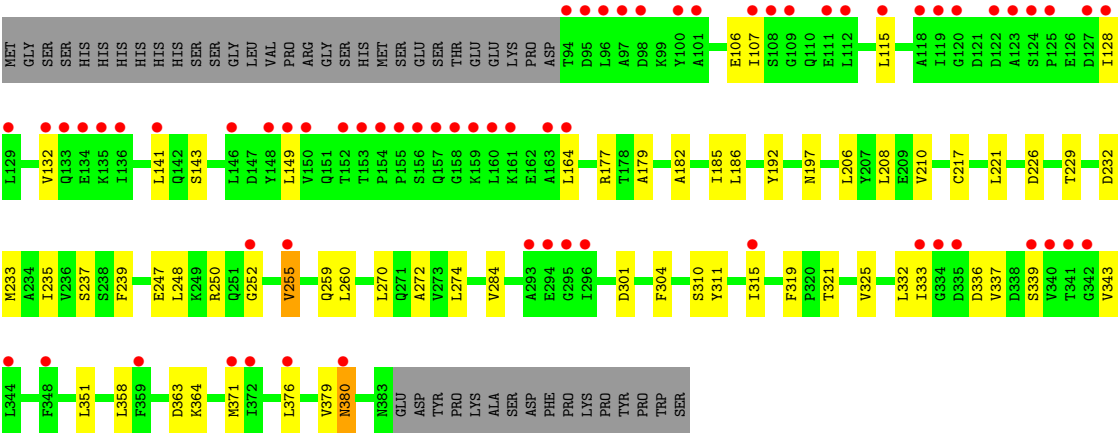 MET GLY SER SER HIS HIS HIS HIS HIS HIS SER SER GLY LEU VAL PRO ARG GLY SER HIS MET SER GLU SER THR GLU GLU LYS PRO ASP T94 D95 L96 A97 D98 K99 Y100 A101 E106 I107 S108 G109 Q110 E111 L112 L115 A118 I119 G120 D121 D122 A123 S124 P125 E126 D127 I128
L129 V132 Q133 E134 K135 I136 L141 Q142 S143 L146 D147 Y148 L149 V150 Q151 T152 T153 P154 P155 S156 Q157 G158 K159 L160 K161 E162 A163 L164 R177 T178 A179 A182 I185 L186 Y192 N197 L206 Y207 L208 E209 V210 C217 L221 D226 T229 D232
M233 A234 I235 V236 S237 S238 F239 E247 L248 K249 R250 Q251 G252 V255 Q259 L260 L270 Q271 A272 V273 L274 V284 A293 E294 G295 I296 D301 F304 S310 Y311 I315 F319 P320 T321 V325 L332 I333 G334 D335 D336 V337 D338 S339 V340 T341 G342 V343
L344 F348 L351 L358 F359 D363 K364 M371 I372 L376 V379 N380 N383 GLU ASP TYR PRO LYS ALA SER ASP PHE PRO LYS PRO TYR PRO TRP SER